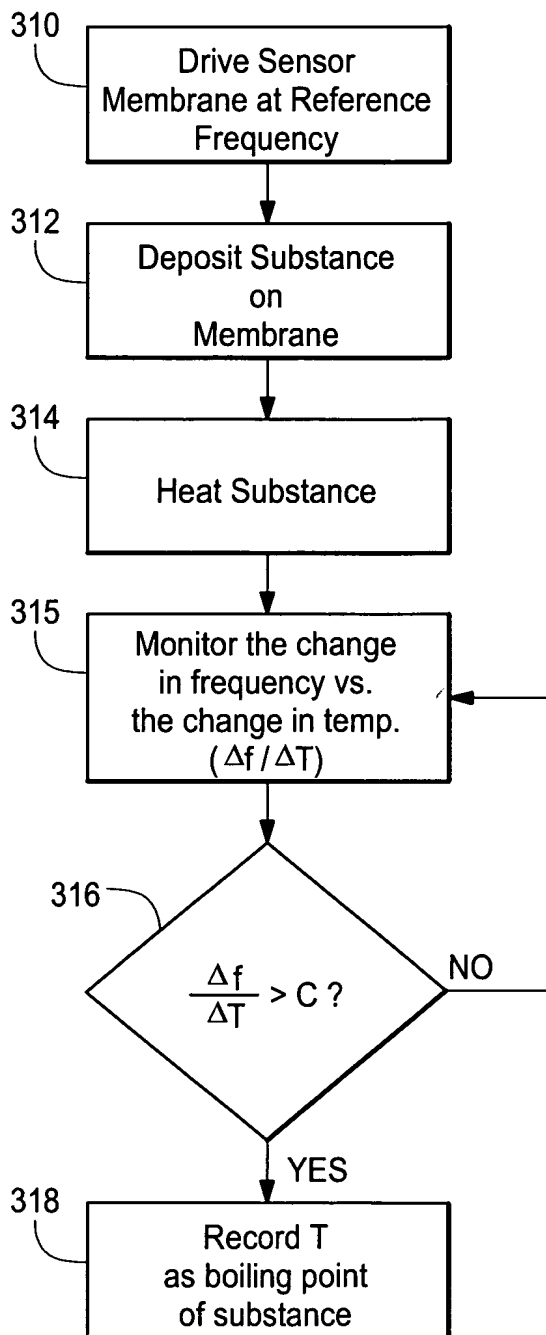 310
Drive Sensor
Membrane at Reference
Frequency
312
Deposit Substance
on
Membrane
314
Heat Substance
315
Monitor the change
in frequency vs.
the change in temp.
(Δf / ΔT)
316
Δf
ΔT
> C ?
NO
YES
318
Record T
as boiling point
of substance